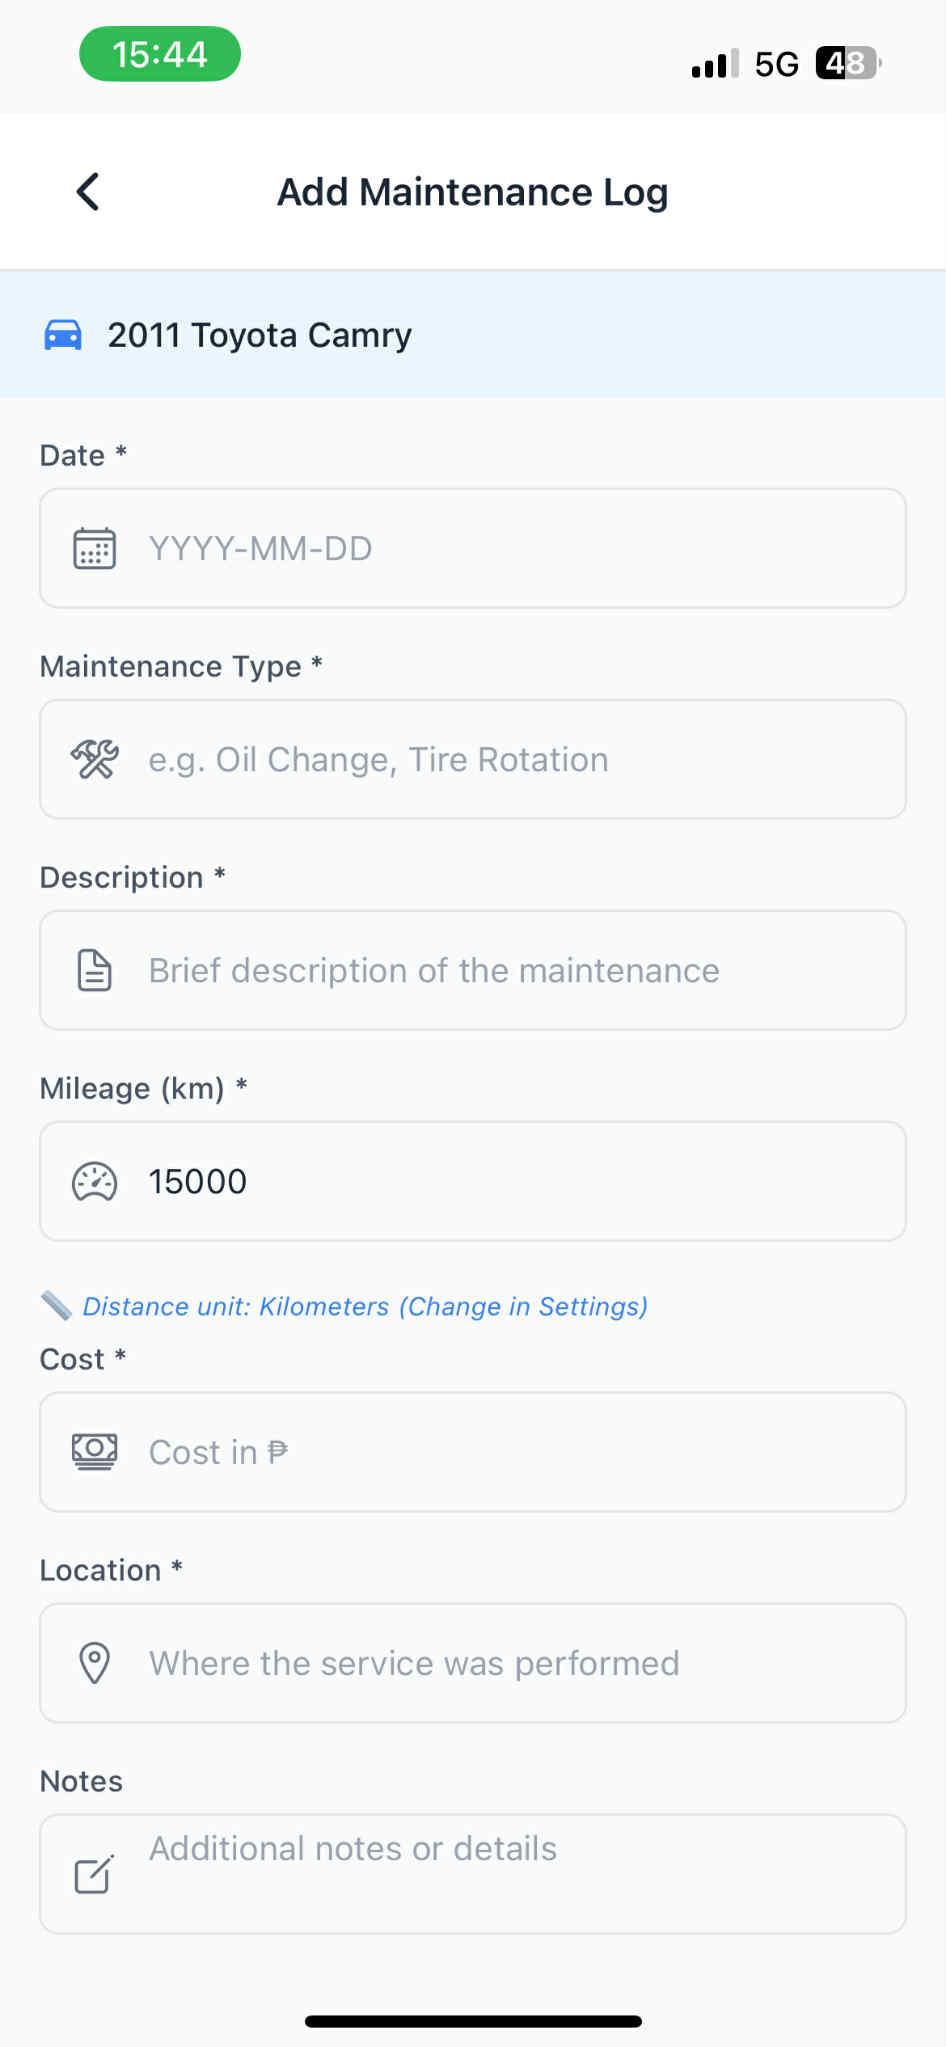 15:44
5G 48
Add Maintenance Log
2011 Toyota Camry
Date *
YYYY-MM-DD
Maintenance Type *
e.g. Oil Change, Tire Rotation
Description *
Brief description of the maintenance
Mileage (km) *
15000
Distance unit: Kilometers (Change in Settings)
Cost *
Cost in ₱
Location *
Where the service was performed
Notes
Additional notes or details